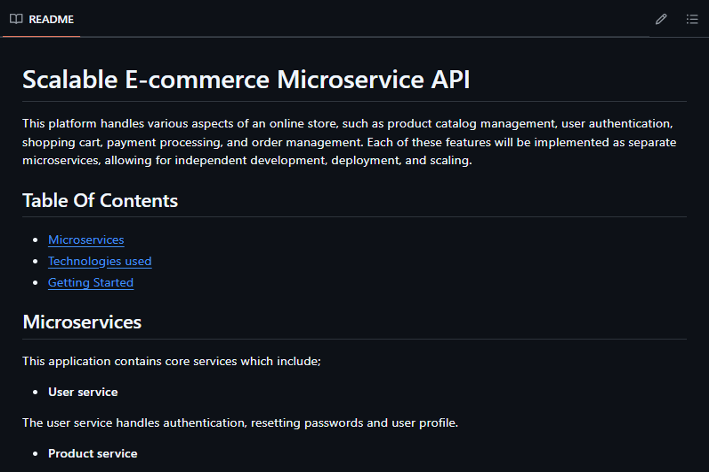 README
Scalable E-commerce Microservice API
This platform handles various aspects of an online store, such as product catalog management, user authentication,
shopping cart, payment processing, and order management. Each of these features will be implemented as separate
microservices, allowing for independent development, deployment, and scaling.
Table Of Contents
Microservices
Technologies used
Getting Started
Microservices
This application contains core services which include;
User service
The user service handles authentication, resetting passwords and user profile.
Product service